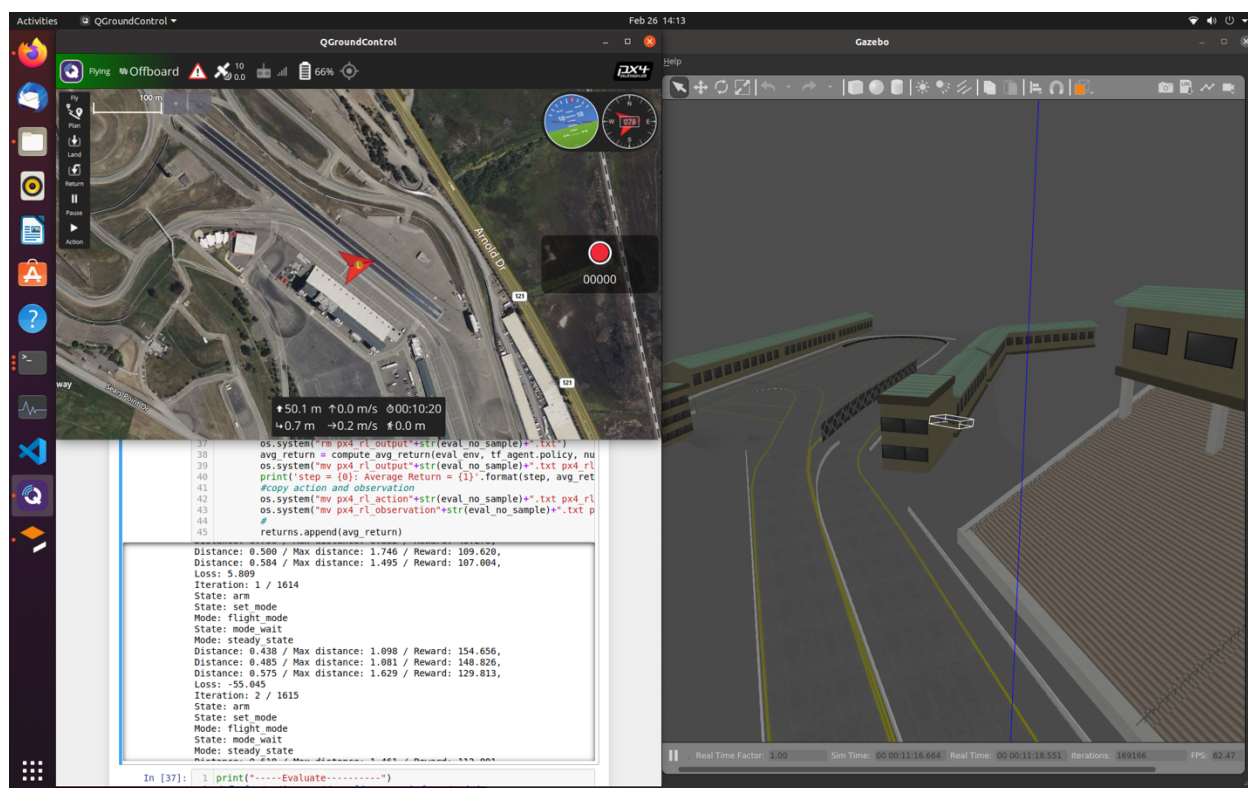 Activities QGroundControl Feb 26 14:13
QGroundControl
Gazebo
Flying Offboard 10 0.0 66% PX4
Help
Fly
100 m
Plan
Land
Return
Pause
Action
N
W 078 E
Arnold Dr
00000
121
121
way
Sears Point Dr
50.1 m 0.0 m/s 00:10:20
0.7 m 0.2 m/s 0.0 m
37 os.system("rm px4_rl_output"+str(eval_no_sample)+".txt")
38 avg_return = compute_avg_return(eval_env, tf_agent.policy, nu
39 os.system("mv px4_rl_output"+str(eval_no_sample)+".txt px4_rl
40 print('step = {0}: Average Return = {1}'.format(step, avg_ret
41 #copy action and observation
42 os.system("mv px4_rl_action"+str(eval_no_sample)+".txt px4_rl
43 os.system("mv px4_rl_observation"+str(eval_no_sample)+".txt p
44 #
45 returns.append(avg_return)
Distance: 0.500 / Max distance: 1.746 / Reward: 109.620,
Distance: 0.584 / Max distance: 1.495 / Reward: 107.004,
Loss: 5.809
Iteration: 1 / 1614
State: arm
State: set_mode
Mode: flight_mode
State: mode_wait
Mode: steady_state
Distance: 0.438 / Max distance: 1.098 / Reward: 154.656,
Distance: 0.485 / Max distance: 1.081 / Reward: 148.826,
Distance: 0.575 / Max distance: 1.629 / Reward: 129.813,
Loss: -55.045
Iteration: 2 / 1615
State: arm
State: set_mode
Mode: flight_mode
State: mode_wait
Mode: steady_state
In [37]: 1 print("-----Evaluate----------")
Real Time Factor: 1.00 Sim Time: 00 00:11:16.664 Real Time: 00 00:11:18.551 Iterations: 169166 FPS: 62.47